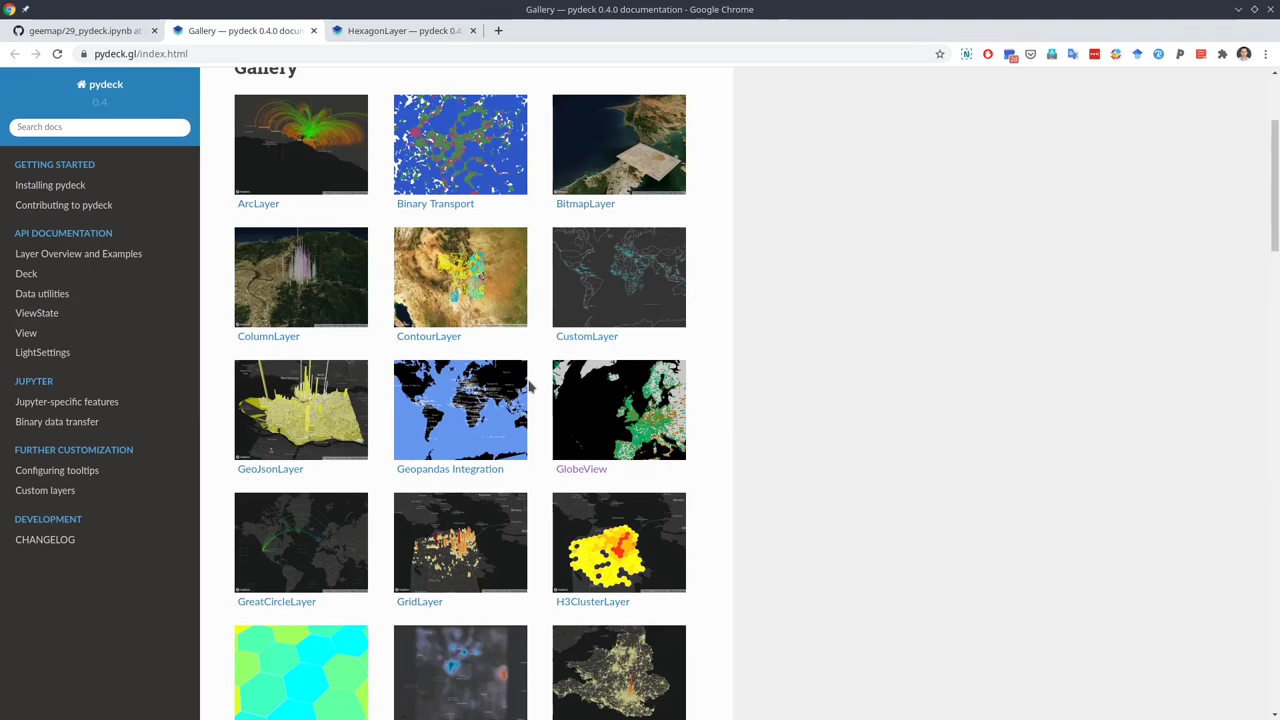 Gallery — pydeck 0.4.0 documentation - Google Chrome
geemap/29_pydeck.ipynb at
Gallery — pydeck 0.4.0 docum
HexagonLayer — pydeck 0.4.
pydeck.gl/index.html
pydeck
0.4
Search docs
GETTING STARTED
Installing pydeck
Contributing to pydeck
API DOCUMENTATION
Layer Overview and Examples
Deck
Data utilities
ViewState
View
LightSettings
JUPYTER
Jupyter-specific features
Binary data transfer
FURTHER CUSTOMIZATION
Configuring tooltips
Custom layers
DEVELOPMENT
CHANGELOG
Gallery
ArcLayer
Binary Transport
BitmapLayer
ColumnLayer
ContourLayer
CustomLayer
GeoJsonLayer
Geopandas Integration
GlobeView
GreatCircleLayer
GridLayer
H3ClusterLayer